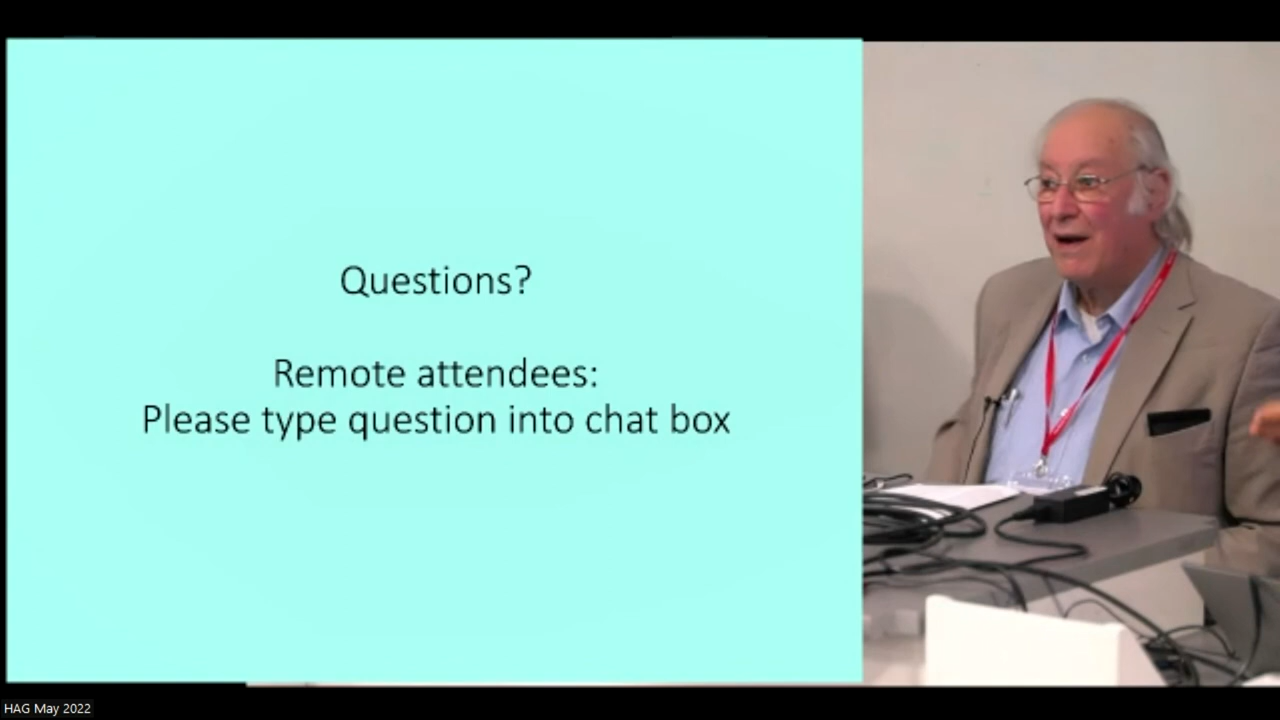 Questions?
Remote attendees:
Please type question into chat box
HAG May 2022